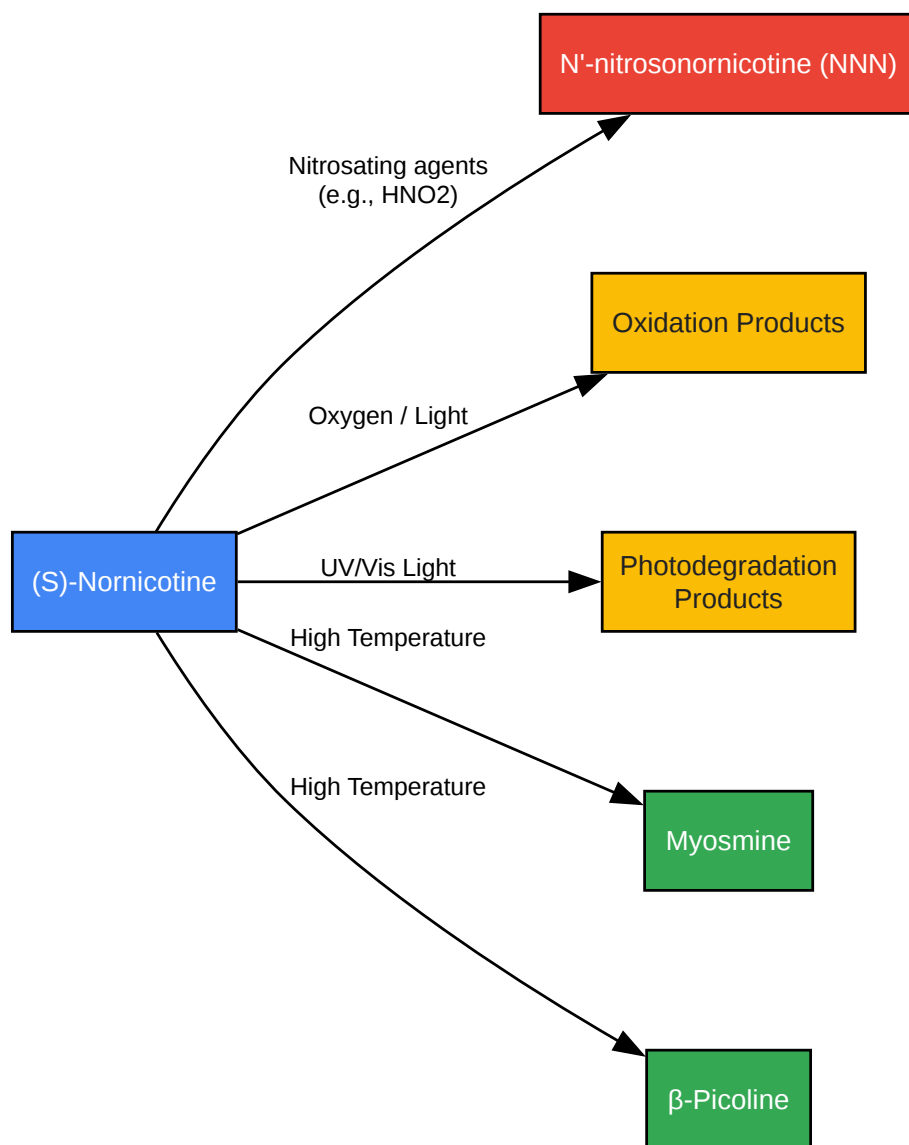 N'-nitrosonornicotine (NNN)
Nitrosating agents
(e.g., HNO2)
Oxidation Products
Oxygen / Light
(S)-Nornicotine
UV/Vis Light
Photodegradation
Products
High Temperature
High Temperature
Myosmine
β-Picoline